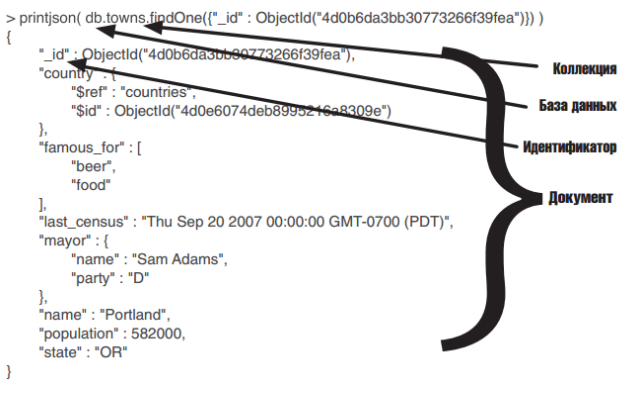 > printjson( db.towns.findOne({"_id" : ObjectId("4d0b6da3bb30773266f39fea")}) )
{
"_id" : ObjectId("4d0b6da3bb30773266f39fea"),
Коллекция
"country" : {
"$ref" : "countries",
База данных
"$id" : ObjectId("4d0e6074deb8995216a8309e")
},
"famous_for" : [
Идентификатор
"beer",
"food"
Документ
],
"last_census" : "Thu Sep 20 2007 00:00:00 GMT-0700 (PDT)",
"mayor" : {
"name" : "Sam Adams",
"party" : "D"
},
"name" : "Portland",
"population" : 582000,
"state" : "OR"
}